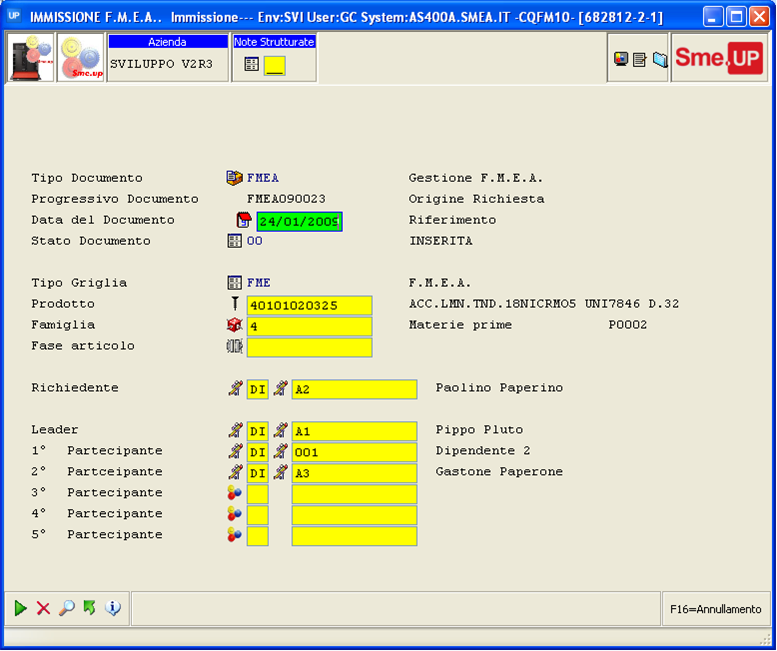 UP IMMISSIONE F.M.E.A.. Immissione--- Env:SVI User:GC System:AS400A.SMEA.IT -CQFM10- [682812-2-1]
Sme.up Azienda Note Strutturate Sme.UP
SVILUPPO V2R3
Tipo Documento FMEA Gestione F.M.E.A.
Progressivo Documento FMEA090023 Origine Richiesta
Data del Documento 24/01/2009 Riferimento
Stato Documento 00 INSERITA
Tipo Griglia FME F.M.E.A.
Prodotto 40101020325 ACC.LMN.TND.18NICRMO5 UNI7846 D.32
Famiglia 4 Materie prime P0002
Fase articolo
Richiedente DI A2 Paolino Paperino
Leader DI A1 Pippo Pluto
1° Partecipante DI 001 Dipendente 2
2° Partceipante DI A3 Gastone Paperone
3° Partecipante
4° Partecipante
5° Partecipante
F16=Annullamento